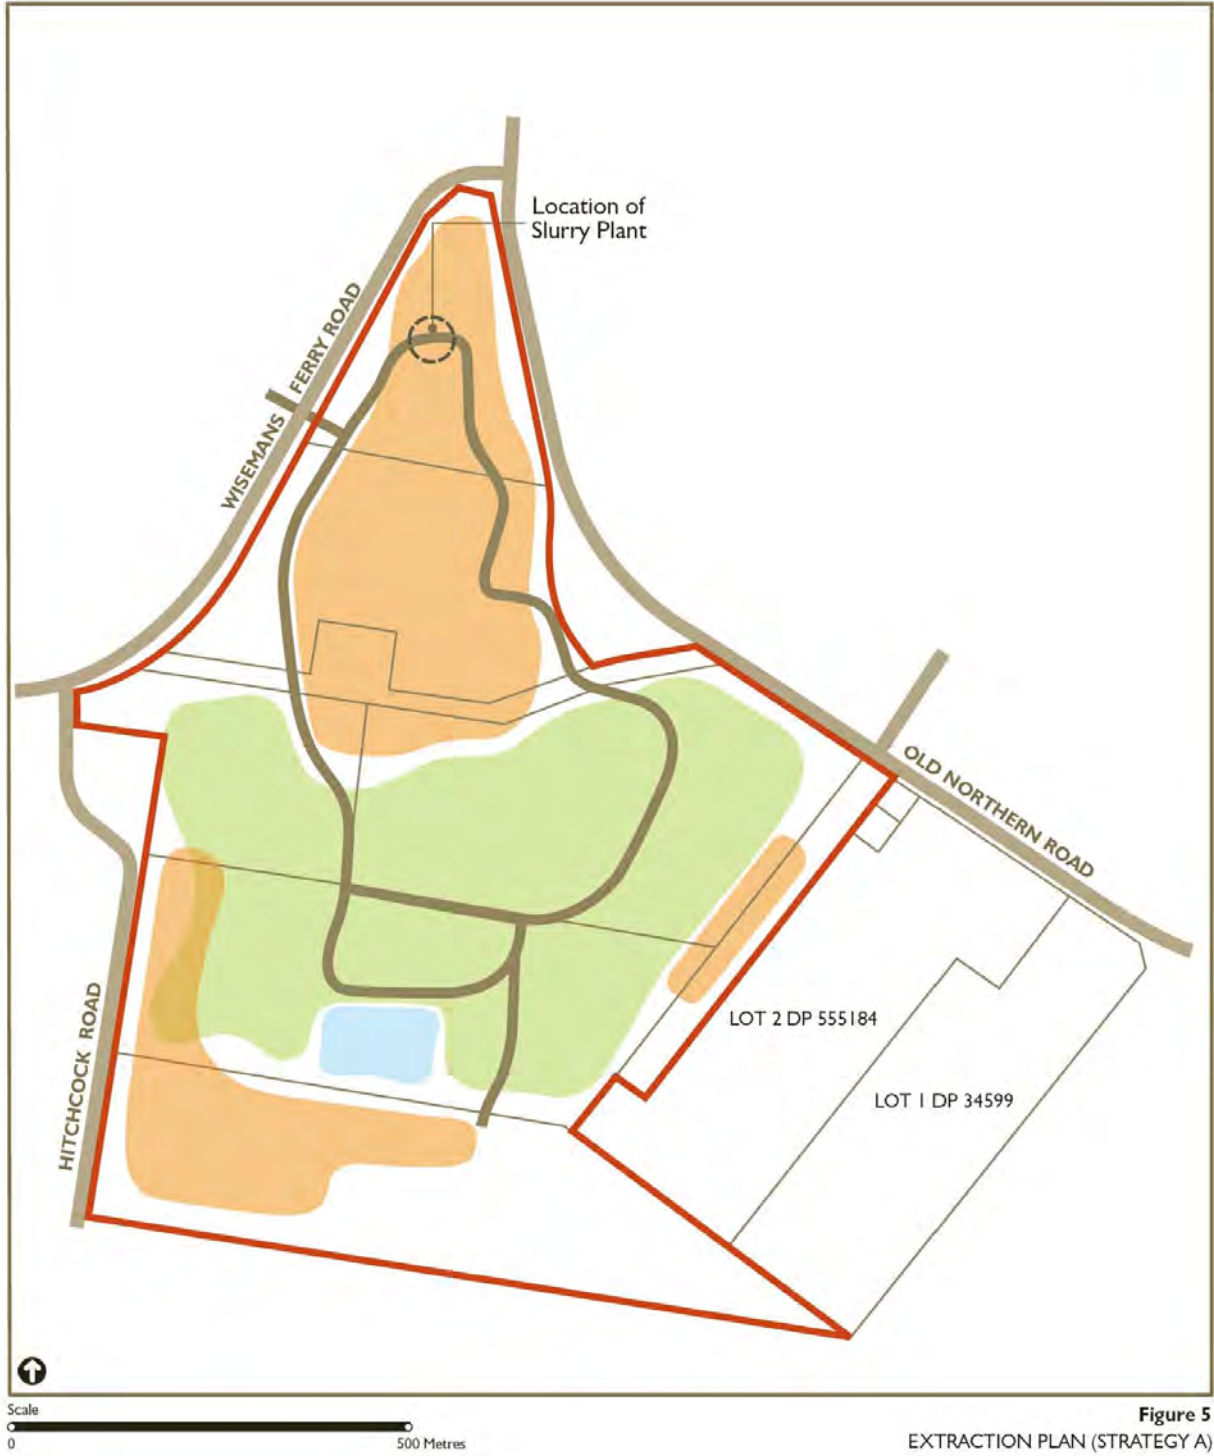 Location of
Slurry Plant
WISEMANS FERRY ROAD
OLD NORTHERN ROAD
HITCHCOCK ROAD
LOT 2 DP 555184
LOT 1 DP 34599
Scale
0 500 Metres
Figure 5
EXTRACTION PLAN (STRATEGY A)